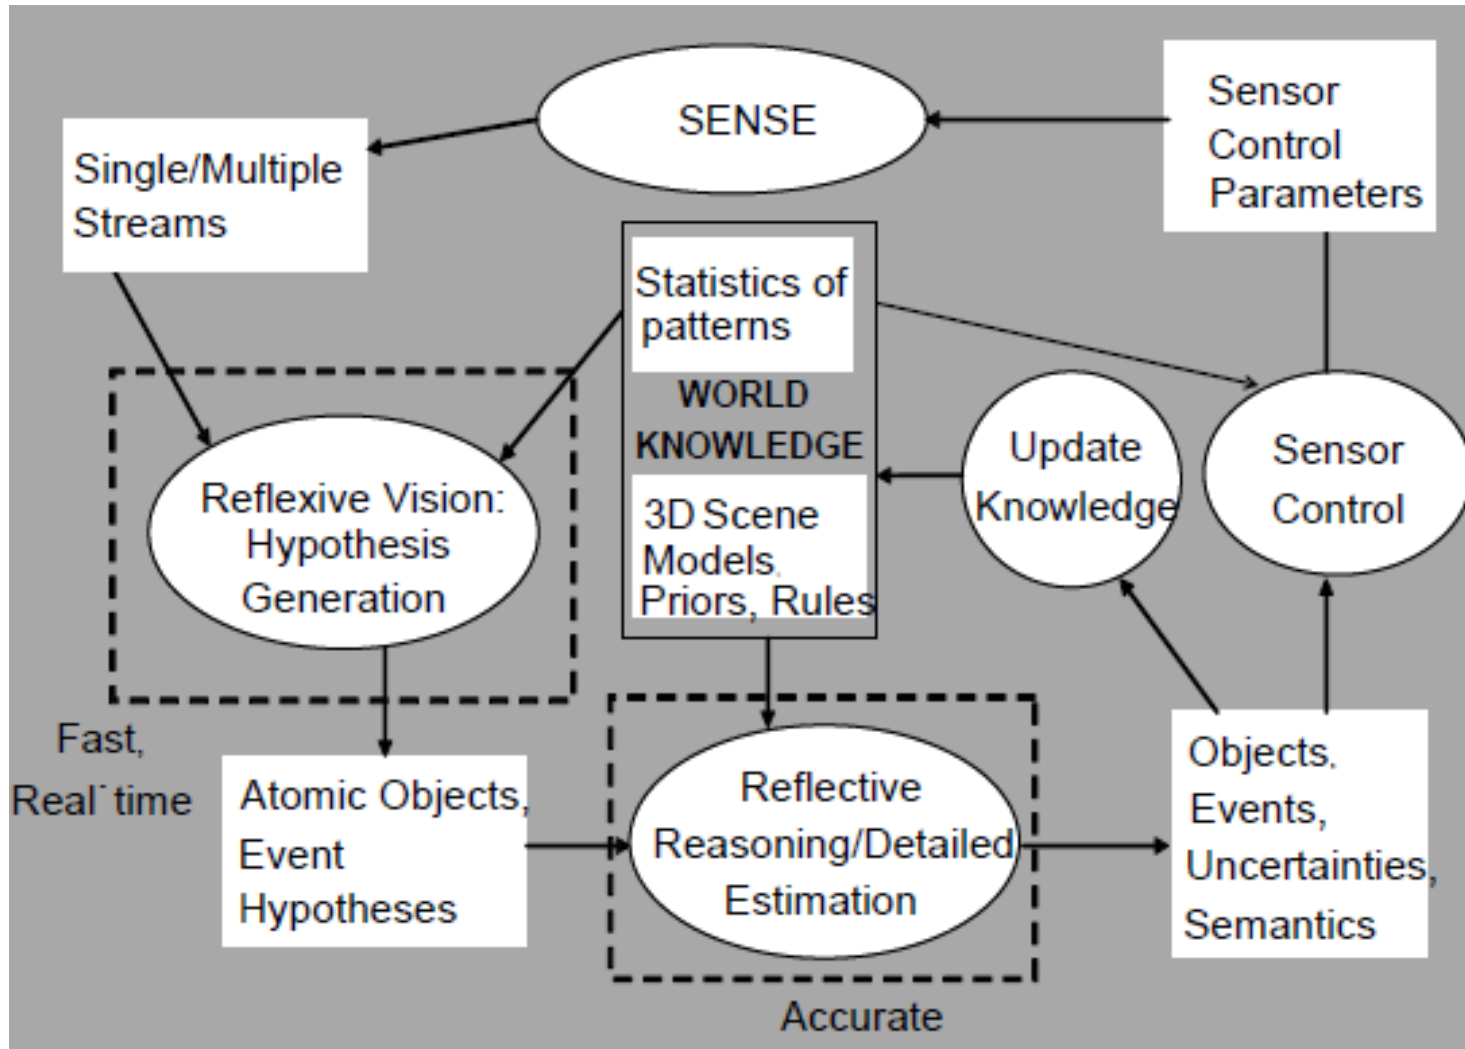 SENSE
Sensor
Control
Parameters
Single/Multiple
Streams
Statistics of
patterns
WORLD
KNOWLEDGE
3D Scene
Models,
Priors, Rules
Update
Knowledge
Sensor
Control
Reflexive Vision:
Hypothesis
Generation
Fast,
Real-time
Atomic Objects,
Event
Hypotheses
Reflective
Reasoning/Detailed
Estimation
Accurate
Objects,
Events,
Uncertainties,
Semantics